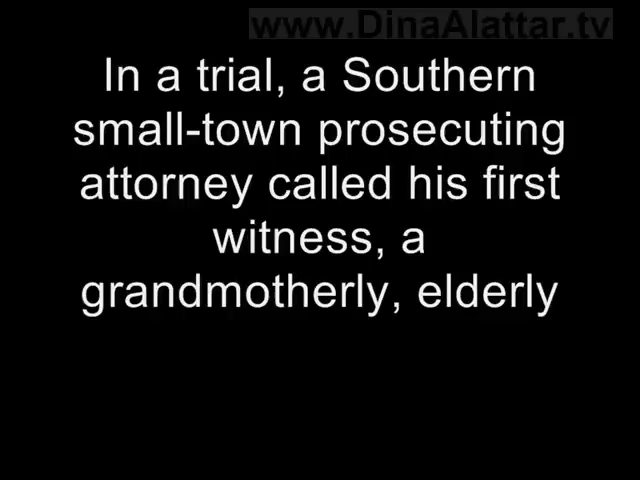 www.DinaAlattar.tv
In a trial, a Southern
small-town prosecuting
attorney called his first
witness, a
grandmotherly, elderly